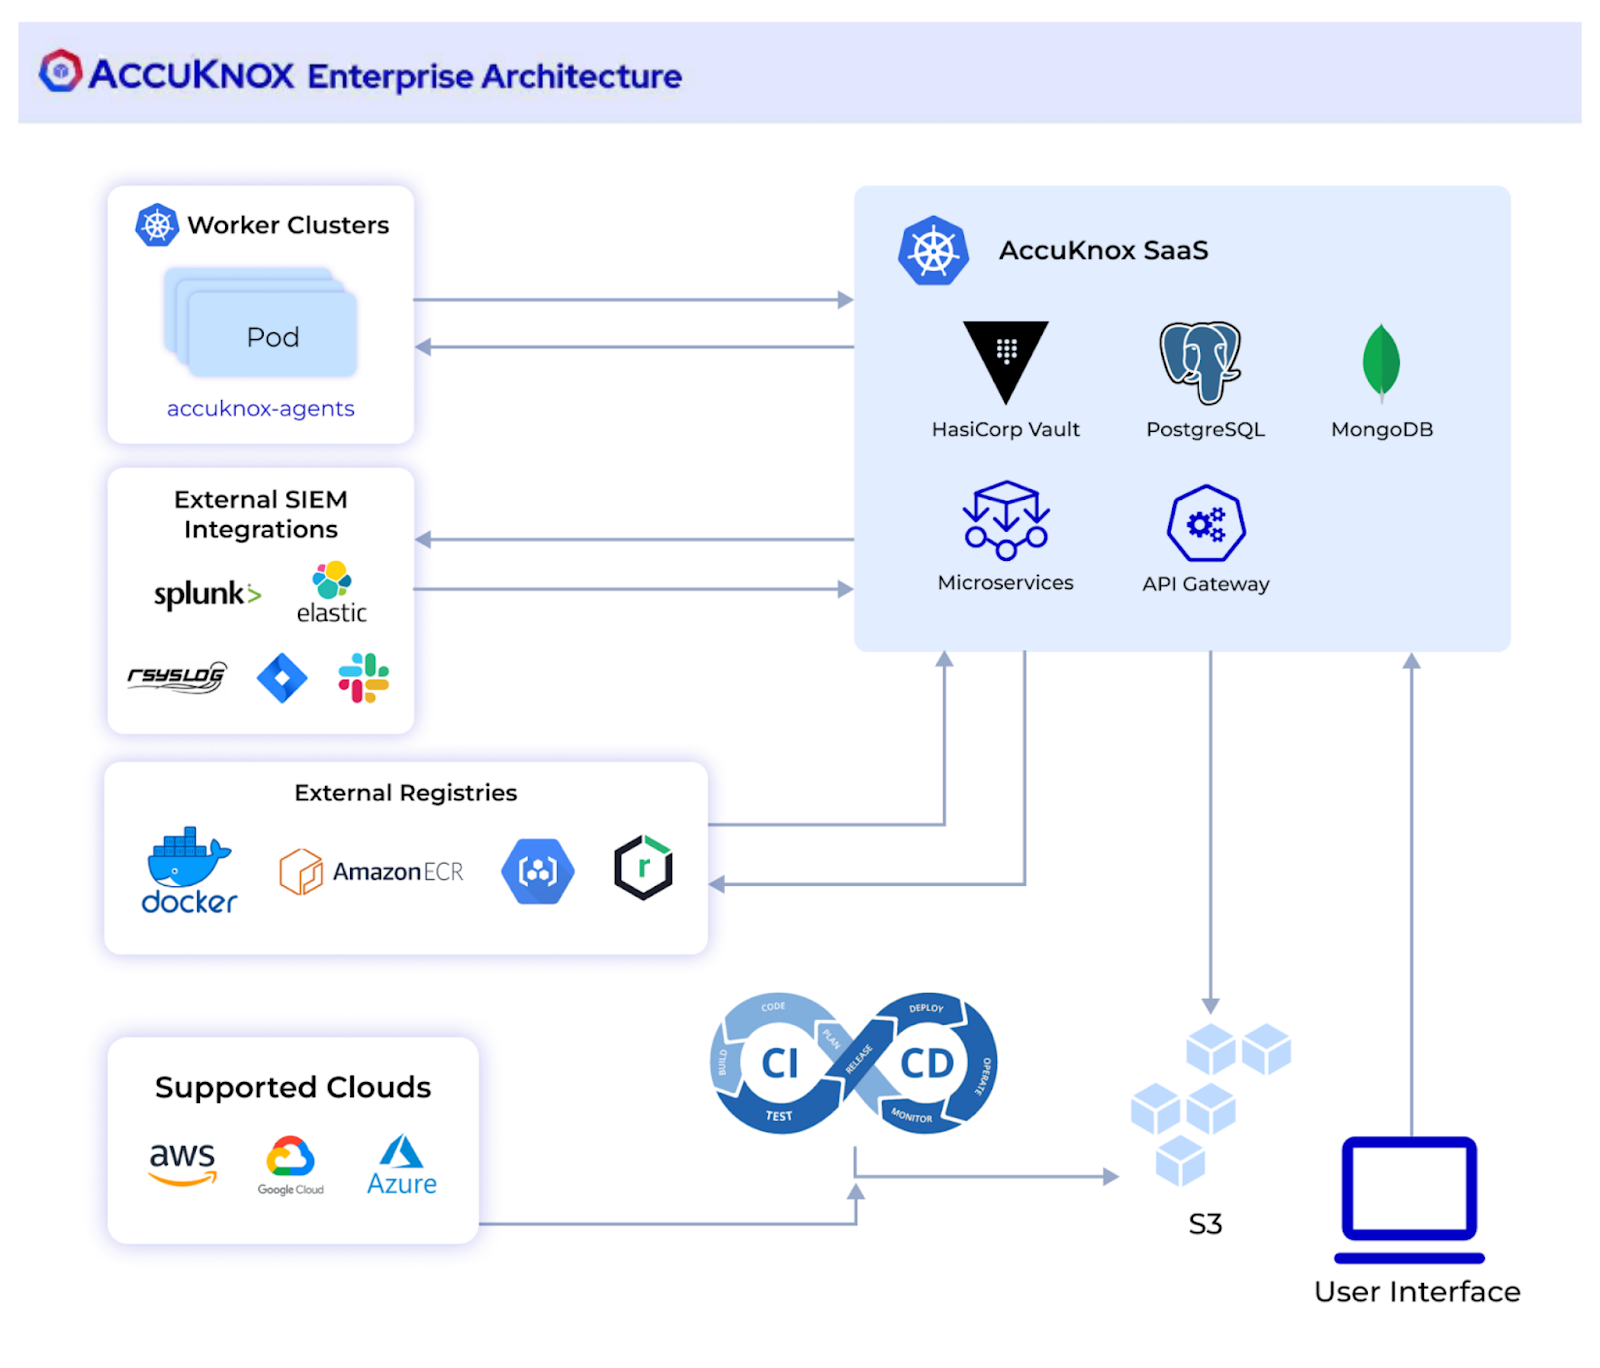 ACCUKNOX Enterprise Architecture
Worker Clusters
Pod
accuknox-agents
AccuKnox SaaS
HasiCorp Vault
PostgreSQL
MongoDB
Microservices
API Gateway
External SIEM
Integrations
splunk>
elastic
rsyslog
External Registries
docker
Amazon ECR
r
Supported Clouds
aws
Google Cloud
Azure
CODE
BUILD
PLAN
CI
TEST
RELEASE
DEPLOY
CD
OPERATE
MONITOR
S3
User Interface